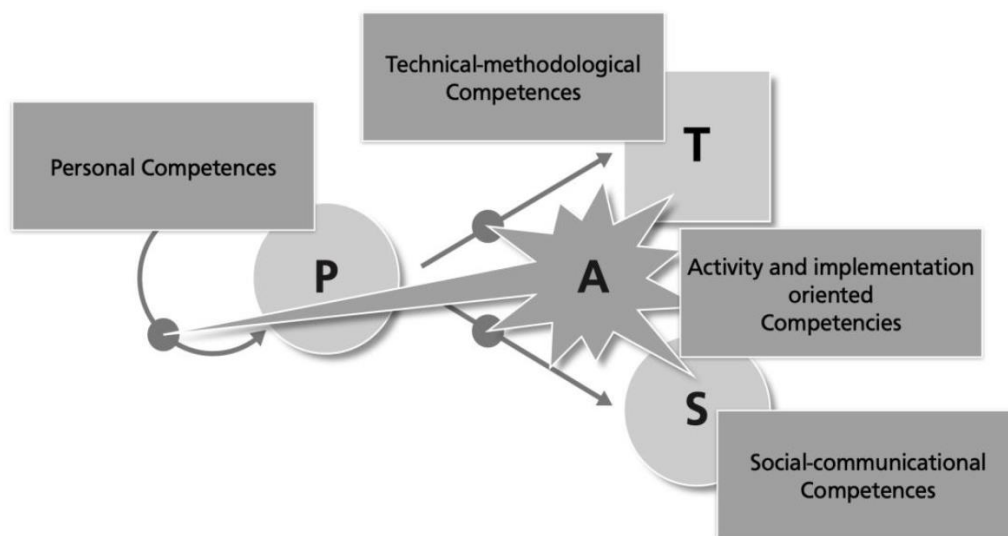 Technical-methodological
Competences
T
Personal Competences
P
A
Activity and implementation
oriented
Competencies
S
Social-communicational
Competences